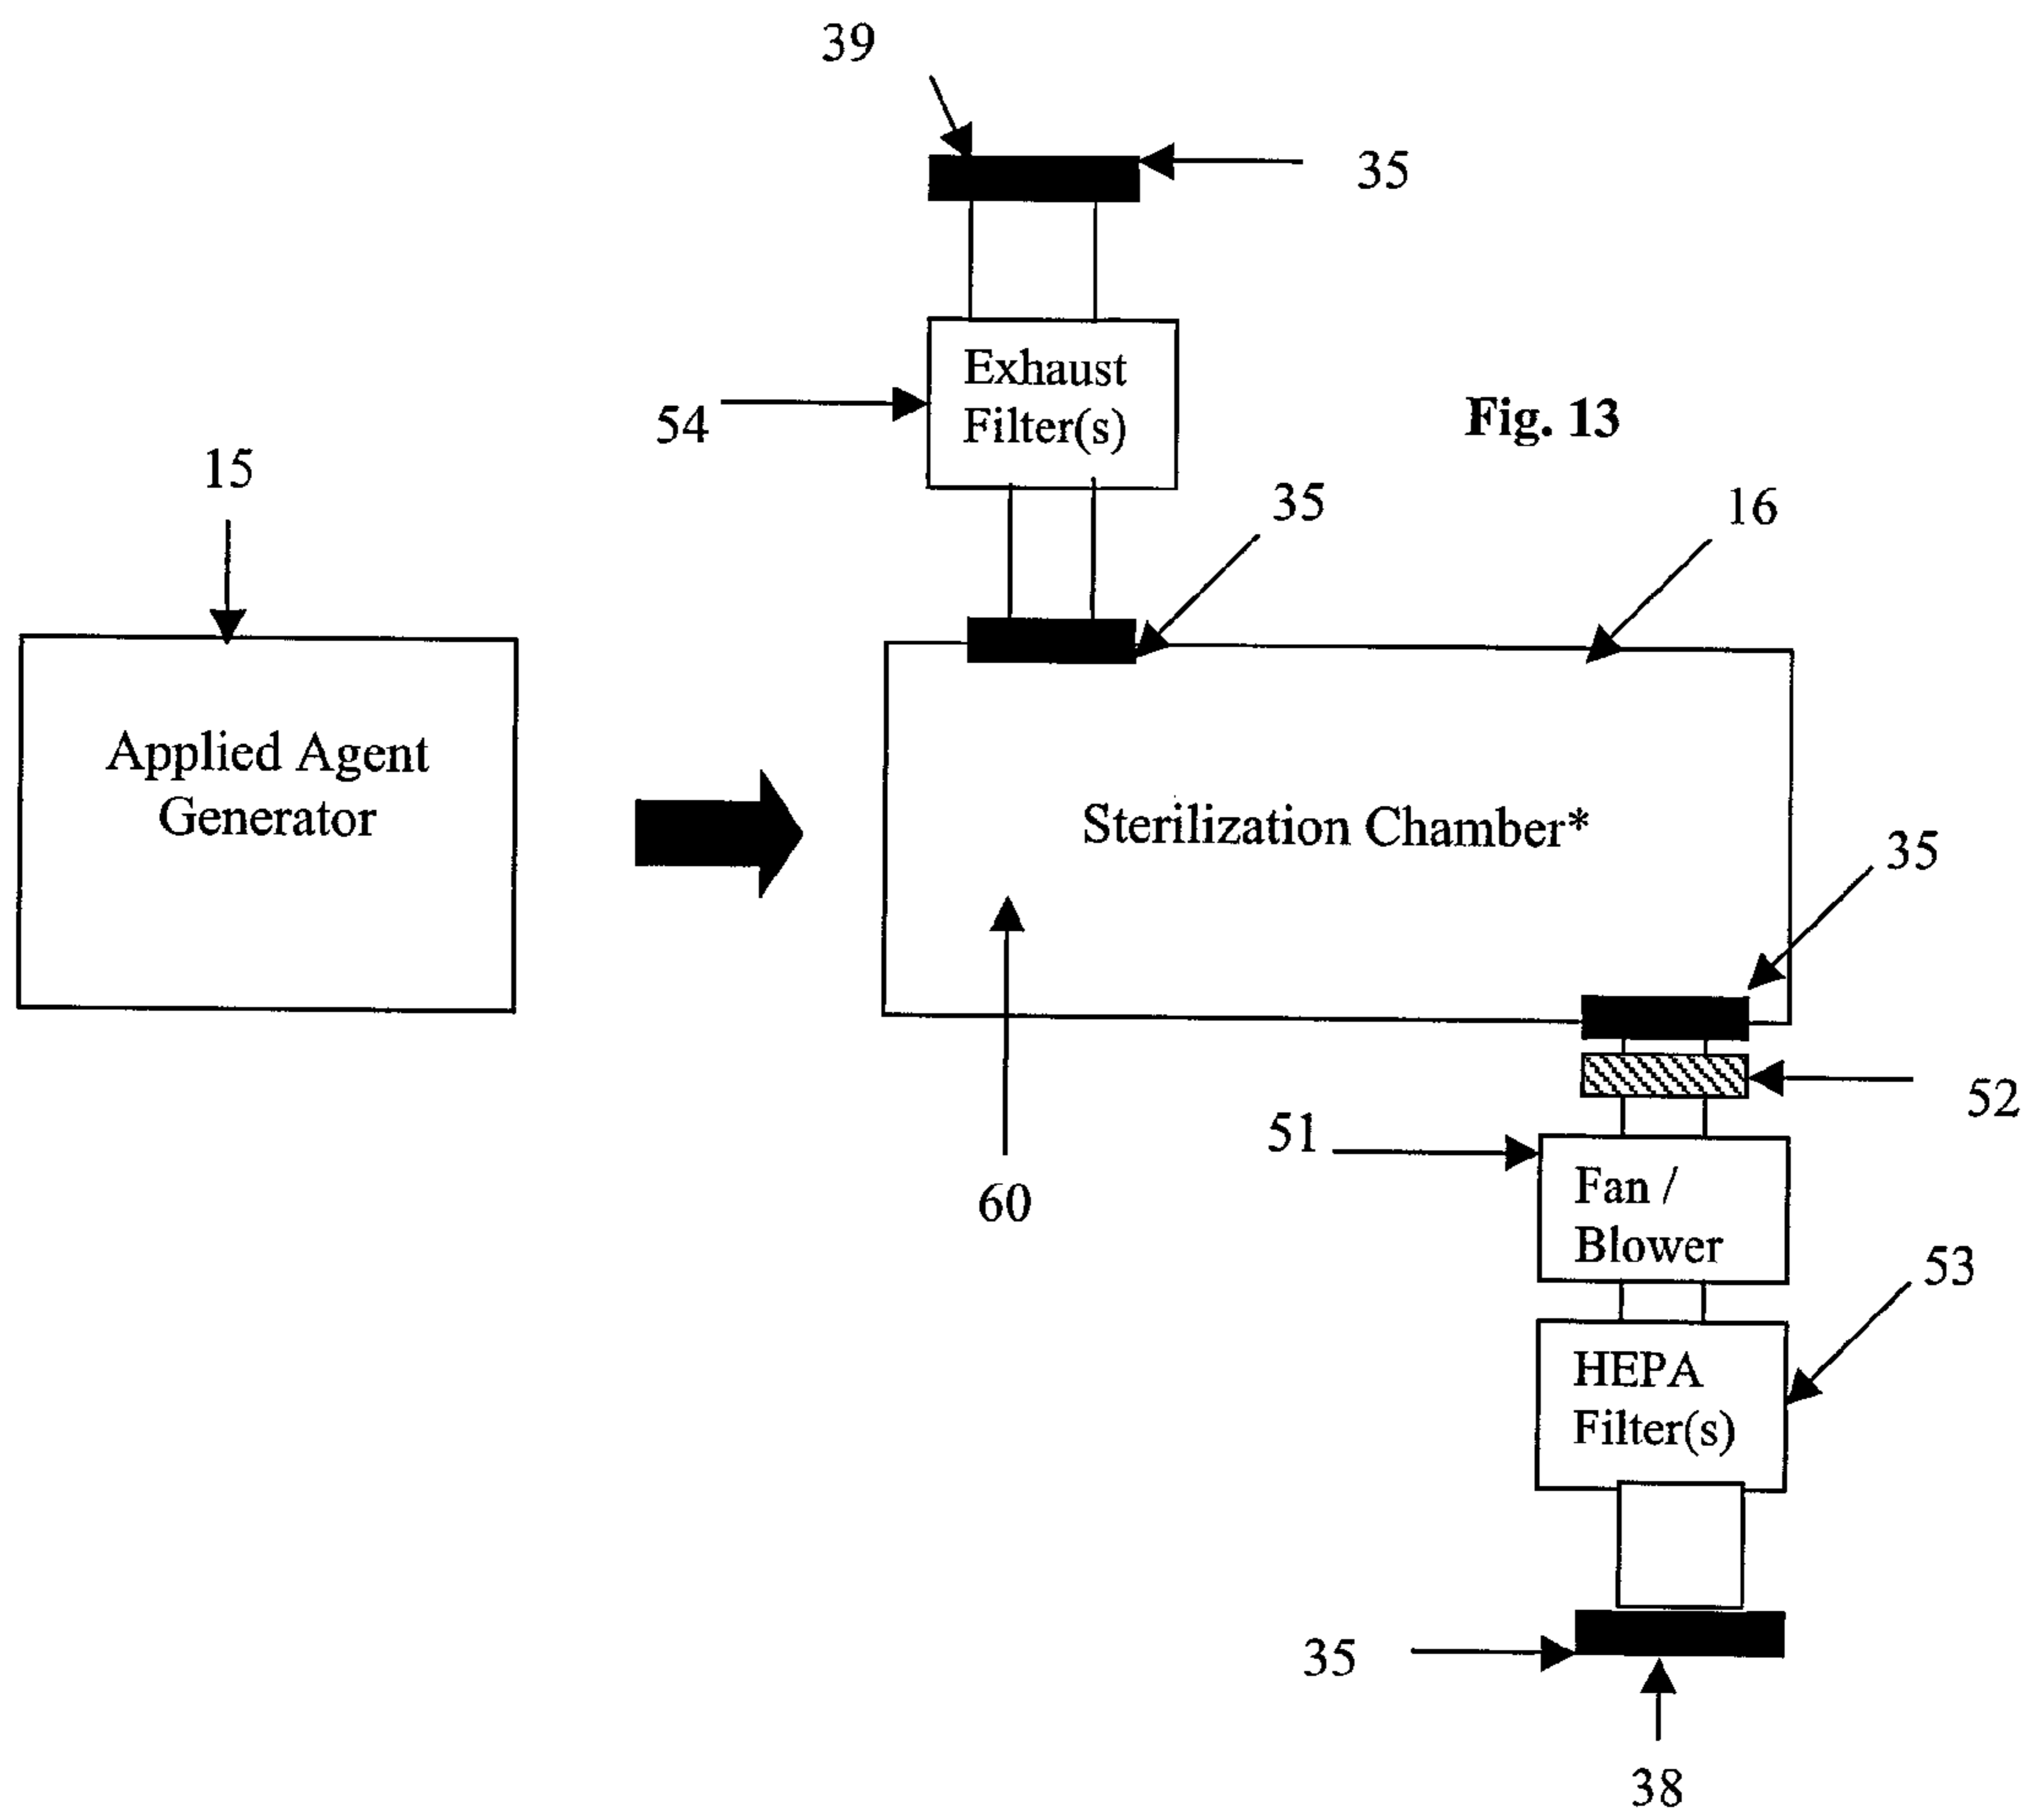 39
35
Exhaust
Filter(s)
54
Fig. 13
15
35
16
Applied Agent
Generator
Sterilization Chamber*
35
52
51
60
Fan /
Blower
53
HEPA
Filter(s)
35
38